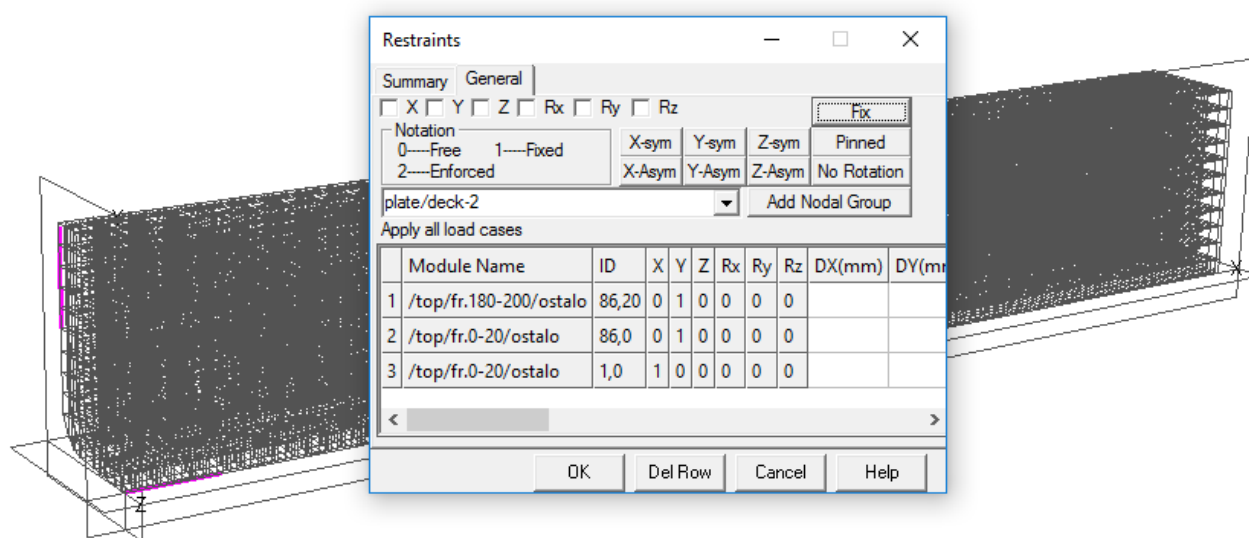 Restraints
Summary General
X Y Z Rx Ry Rz Fix
Notation
0-----Free 1-----Fixed
2-----Enforced
X-sym Y-sym Z-sym Pinned
X-Asym Y-Asym Z-Asym No Rotation
plate/deck-2 Add Nodal Group
Apply all load cases
Module Name ID X Y Z Rx Ry Rz DX(mm) DY(m
1 /top/fr.180-200/ostalo 86,20 0 1 0 0 0 0
2 /top/fr.0-20/ostalo 86,0 0 1 0 0 0 0
3 /top/fr.0-20/ostalo 1,0 1 0 0 0 0 0
OK Del Row Cancel Help
X
Z